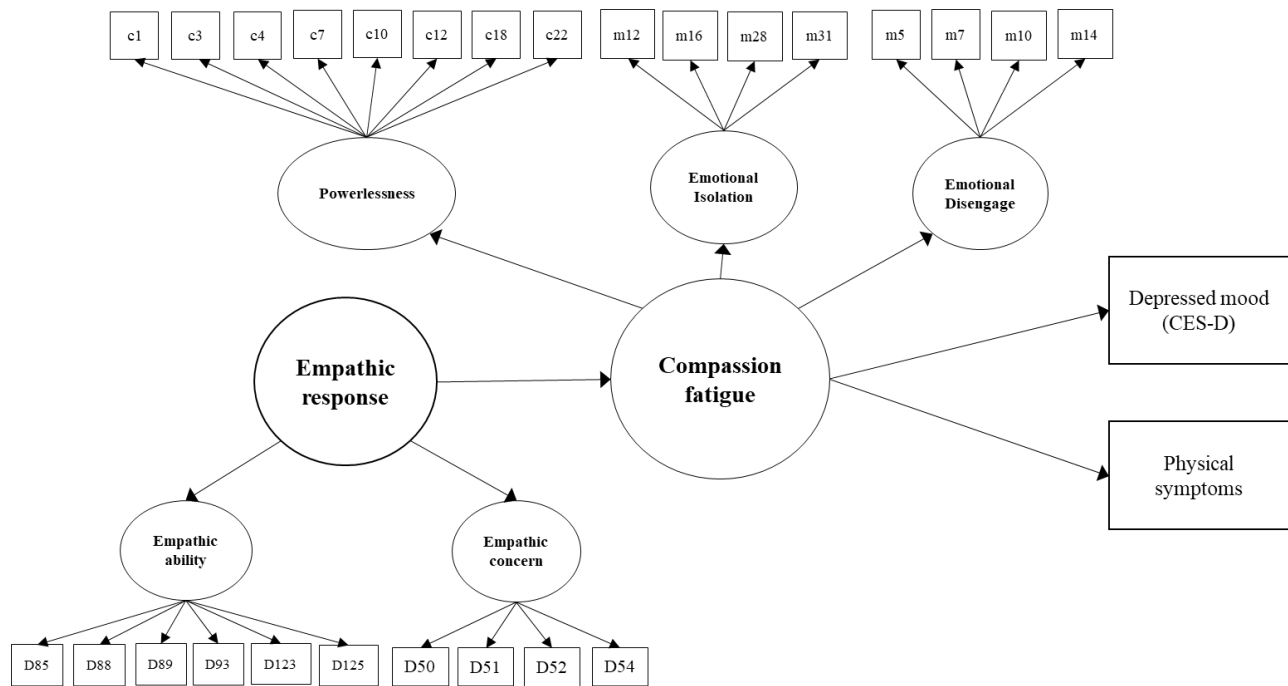 c1 c3 c4 c7 c10 c12 c18 c22 m12 m16 m28 m31 m5 m7 m10 m14
Powerlessness
Emotional
Isolation
Emotional
Disengage
Depressed mood
(CES-D)
Empathic
response
Compassion
fatigue
Physical
symptoms
Empathic
ability
Empathic
concern
D85 D88 D89 D93 D123 D125 D50 D51 D52 D54